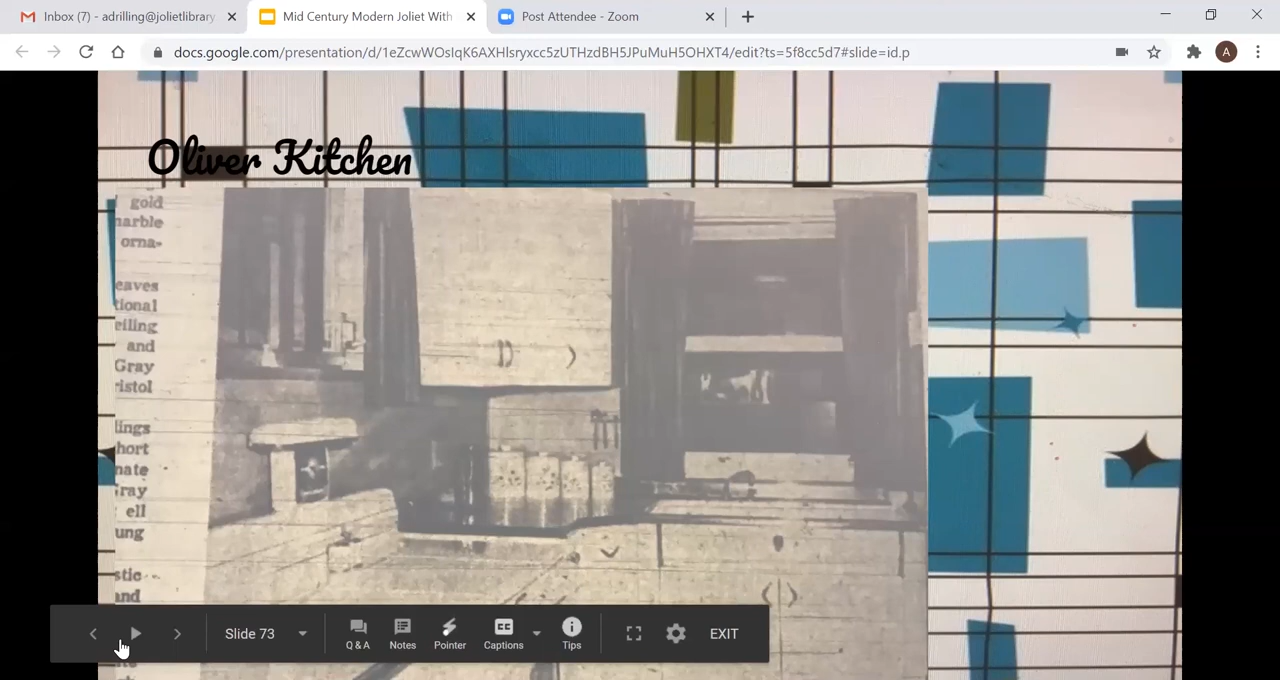 Inbox (7) - adrilling@jolietlibrary
Mid Century Modern Joliet With
Post Attendee - Zoom
docs.google.com/presentation/d/1eZcwWOsIqK6AXHIsryxcc5zUTHzdBH5JPuMuH5OHXT4/edit?ts=5f8cc5d7#slide=id.p
A
Oliver Kitchen
gold
narble
orna-
eaves
tional
eiling
and
Gray
ristol
lings
hort
nate
Gray
ell
ung
stic
and
Slide 73
Q & A
Notes
Pointer
Captions
Tips
EXIT